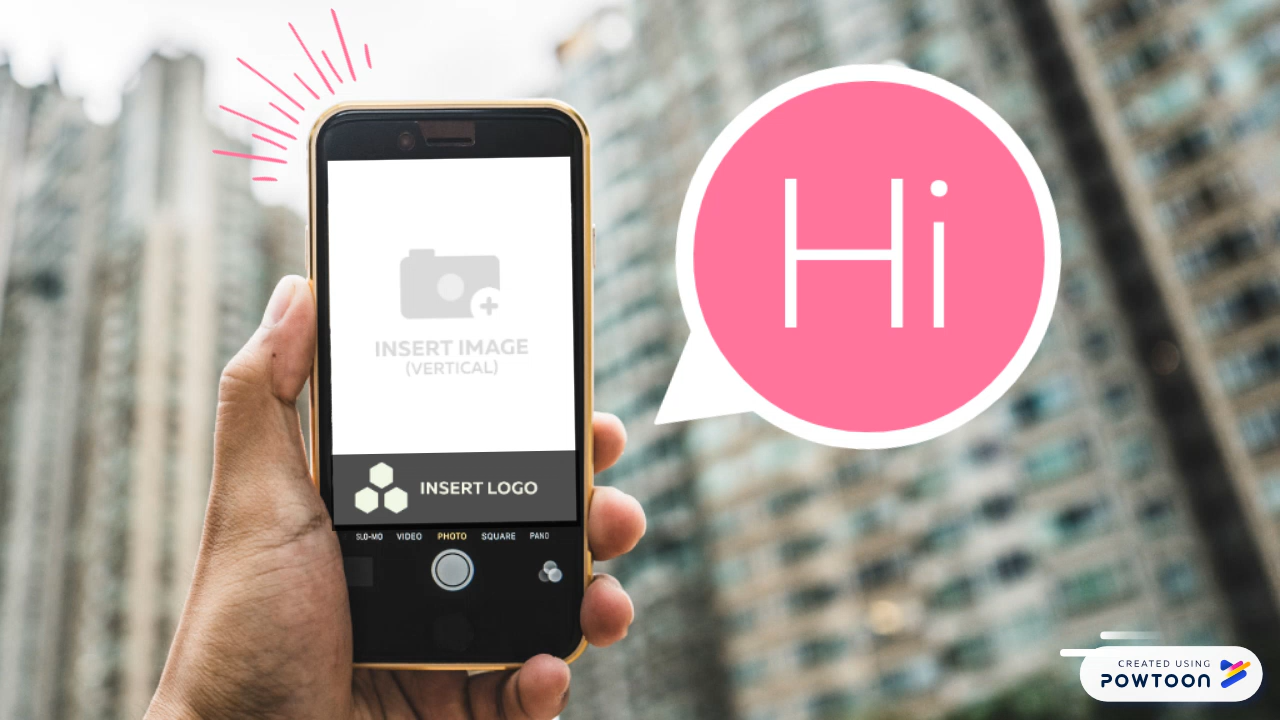 Hi
INSERT IMAGE
(VERTICAL)
INSERT LOGO
SLO-MO VIDEO PHOTO SQUARE PANO
CREATED USING
POWTOON